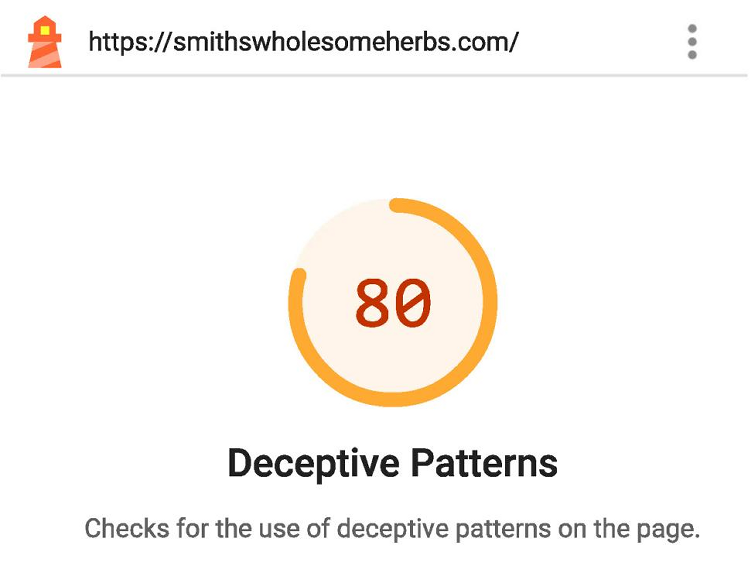 https://smithswholesomeherbs.com/
80
Deceptive Patterns
Checks for the use of deceptive patterns on the page.